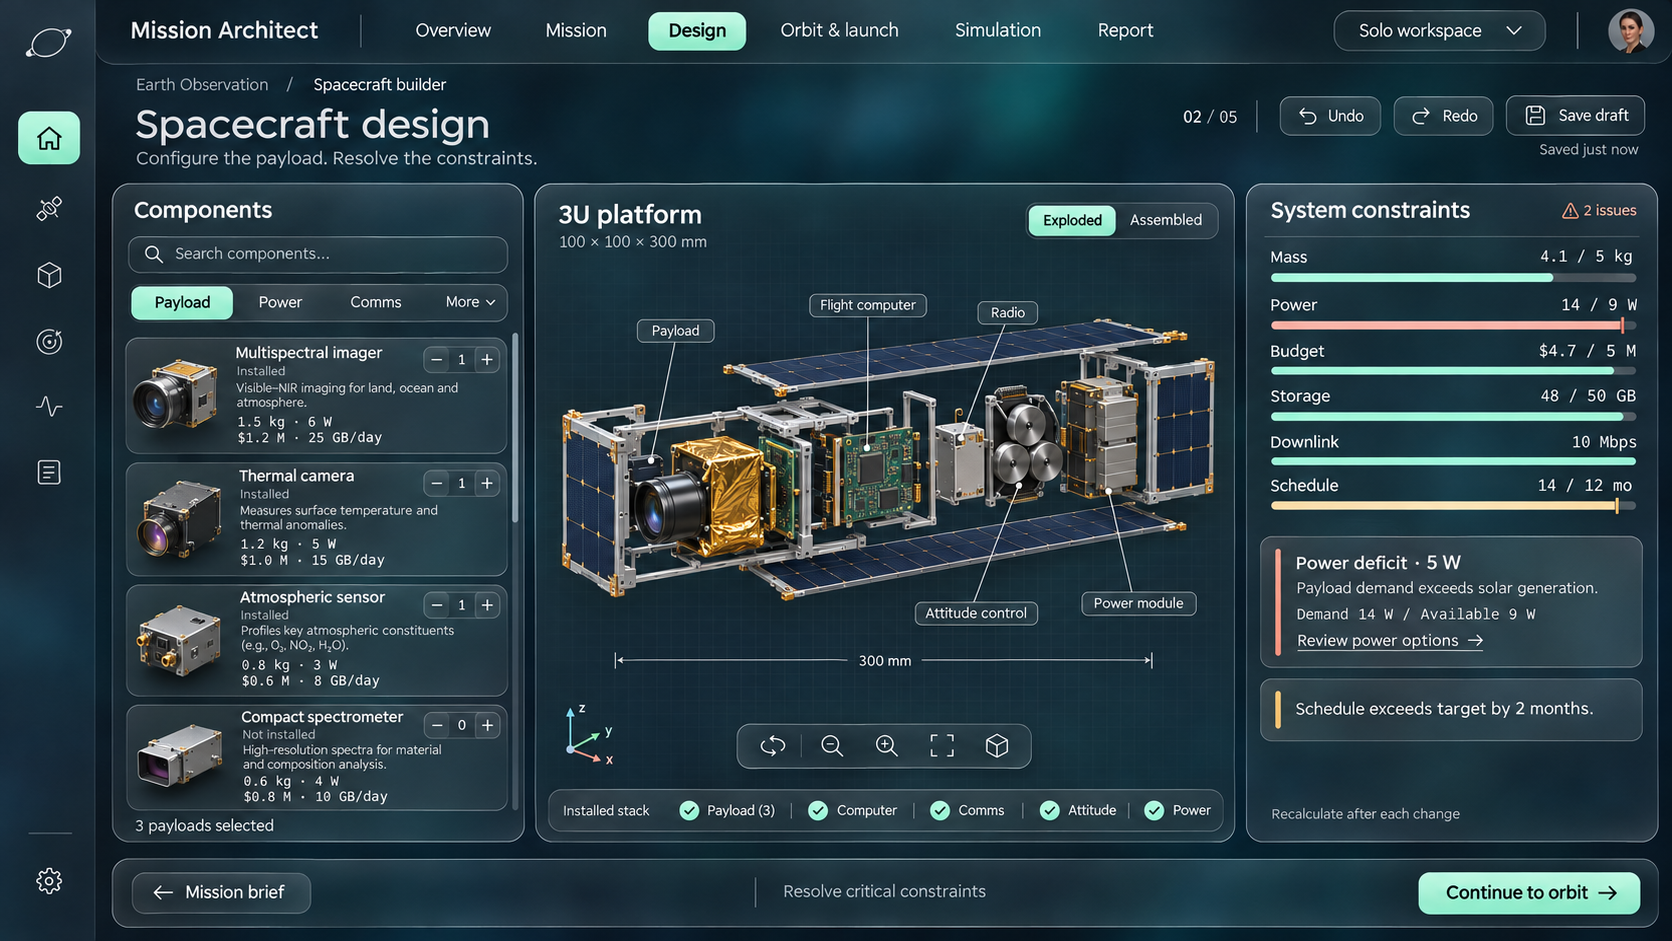 Mission Architect
Overview
Mission
Design
Orbit & launch
Simulation
Report
Solo workspace
Earth Observation / Spacecraft builder
Spacecraft design
Configure the payload. Resolve the constraints.
02 / 05
Undo
Redo
Save draft
Saved just now
Components
Search components...
Payload
Power
Comms
More
Multispectral imager
Installed
Visible–NIR imaging for land, ocean and
atmosphere.
1.5 kg · 6 W
$1.2 M · 25 GB/day
− 1 +
Thermal camera
Installed
Measures surface temperature and
thermal anomalies.
1.2 kg · 5 W
$1.0 M · 15 GB/day
− 1 +
Atmospheric sensor
Installed
Profiles key atmospheric constituents
(e.g., O₃, NO₂, H₂O).
0.8 kg · 3 W
$0.6 M · 8 GB/day
− 1 +
Compact spectrometer
Not installed
High-resolution spectra for material
and composition analysis.
0.6 kg · 4 W
$0.8 M · 10 GB/day
− 0 +
3 payloads selected
3U platform
100 × 100 × 300 mm
Exploded
Assembled
Payload
Flight computer
Radio
Attitude control
Power module
300 mm
z
y
x
Installed stack
Payload (3)
Computer
Comms
Attitude
Power
System constraints
2 issues
Mass 4.1 / 5 kg
Power 14 / 9 W
Budget $4.7 / 5 M
Storage 48 / 50 GB
Downlink 10 Mbps
Schedule 14 / 12 mo
Power deficit · 5 W
Payload demand exceeds solar generation.
Demand 14 W / Available 9 W
Review power options →
Schedule exceeds target by 2 months.
Recalculate after each change
← Mission brief
Resolve critical constraints
Continue to orbit →